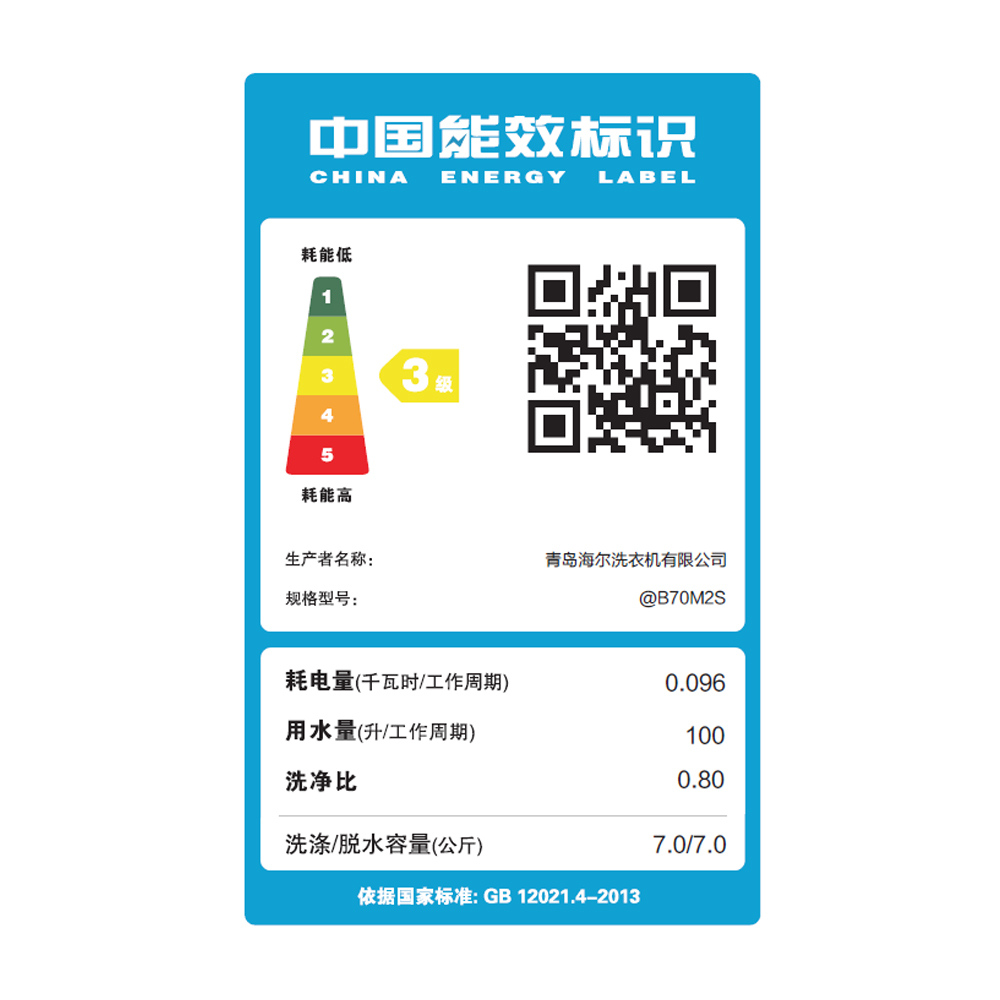 中国能效标识
CHINA ENERGY LABEL
耗能低
1
2
3
4
5
3级
耗能高
生产者名称： 青岛海尔洗衣机有限公司
规格型号： @B70M2S
耗电量(千瓦时/工作周期) 0.096
用水量(升/工作周期) 100
洗净比 0.80
洗涤/脱水容量(公斤) 7.0/7.0
依据国家标准: GB 12021.4-2013